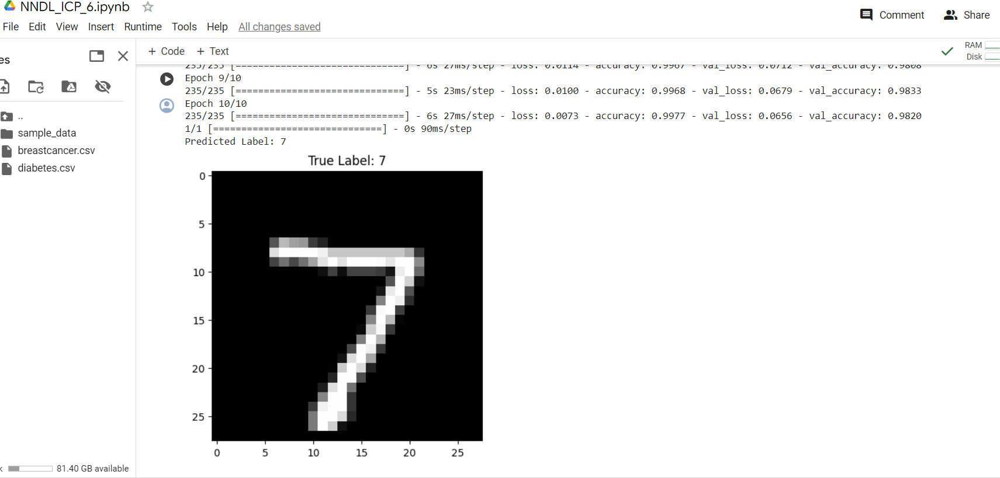 NNDL_ICP_6.ipynb
Comment
Share
File Edit View Insert Runtime Tools Help All changes saved
es
+ Code + Text
RAM
Disk
235/235 [==============================] - 6s 27ms/step - loss: 0.0114 - accuracy: 0.9967 - val_loss: 0.0712 - val_accuracy: 0.9808
Epoch 9/10
235/235 [==============================] - 5s 23ms/step - loss: 0.0100 - accuracy: 0.9968 - val_loss: 0.0679 - val_accuracy: 0.9833
Epoch 10/10
235/235 [==============================] - 6s 27ms/step - loss: 0.0073 - accuracy: 0.9977 - val_loss: 0.0656 - val_accuracy: 0.9820
1/1 [==============================] - 0s 90ms/step
Predicted Label: 7
..
sample_data
breastcancer.csv
diabetes.csv
True Label: 7
0
5
10
15
20
25
0 5 10 15 20 25
7
k 81.40 GB available